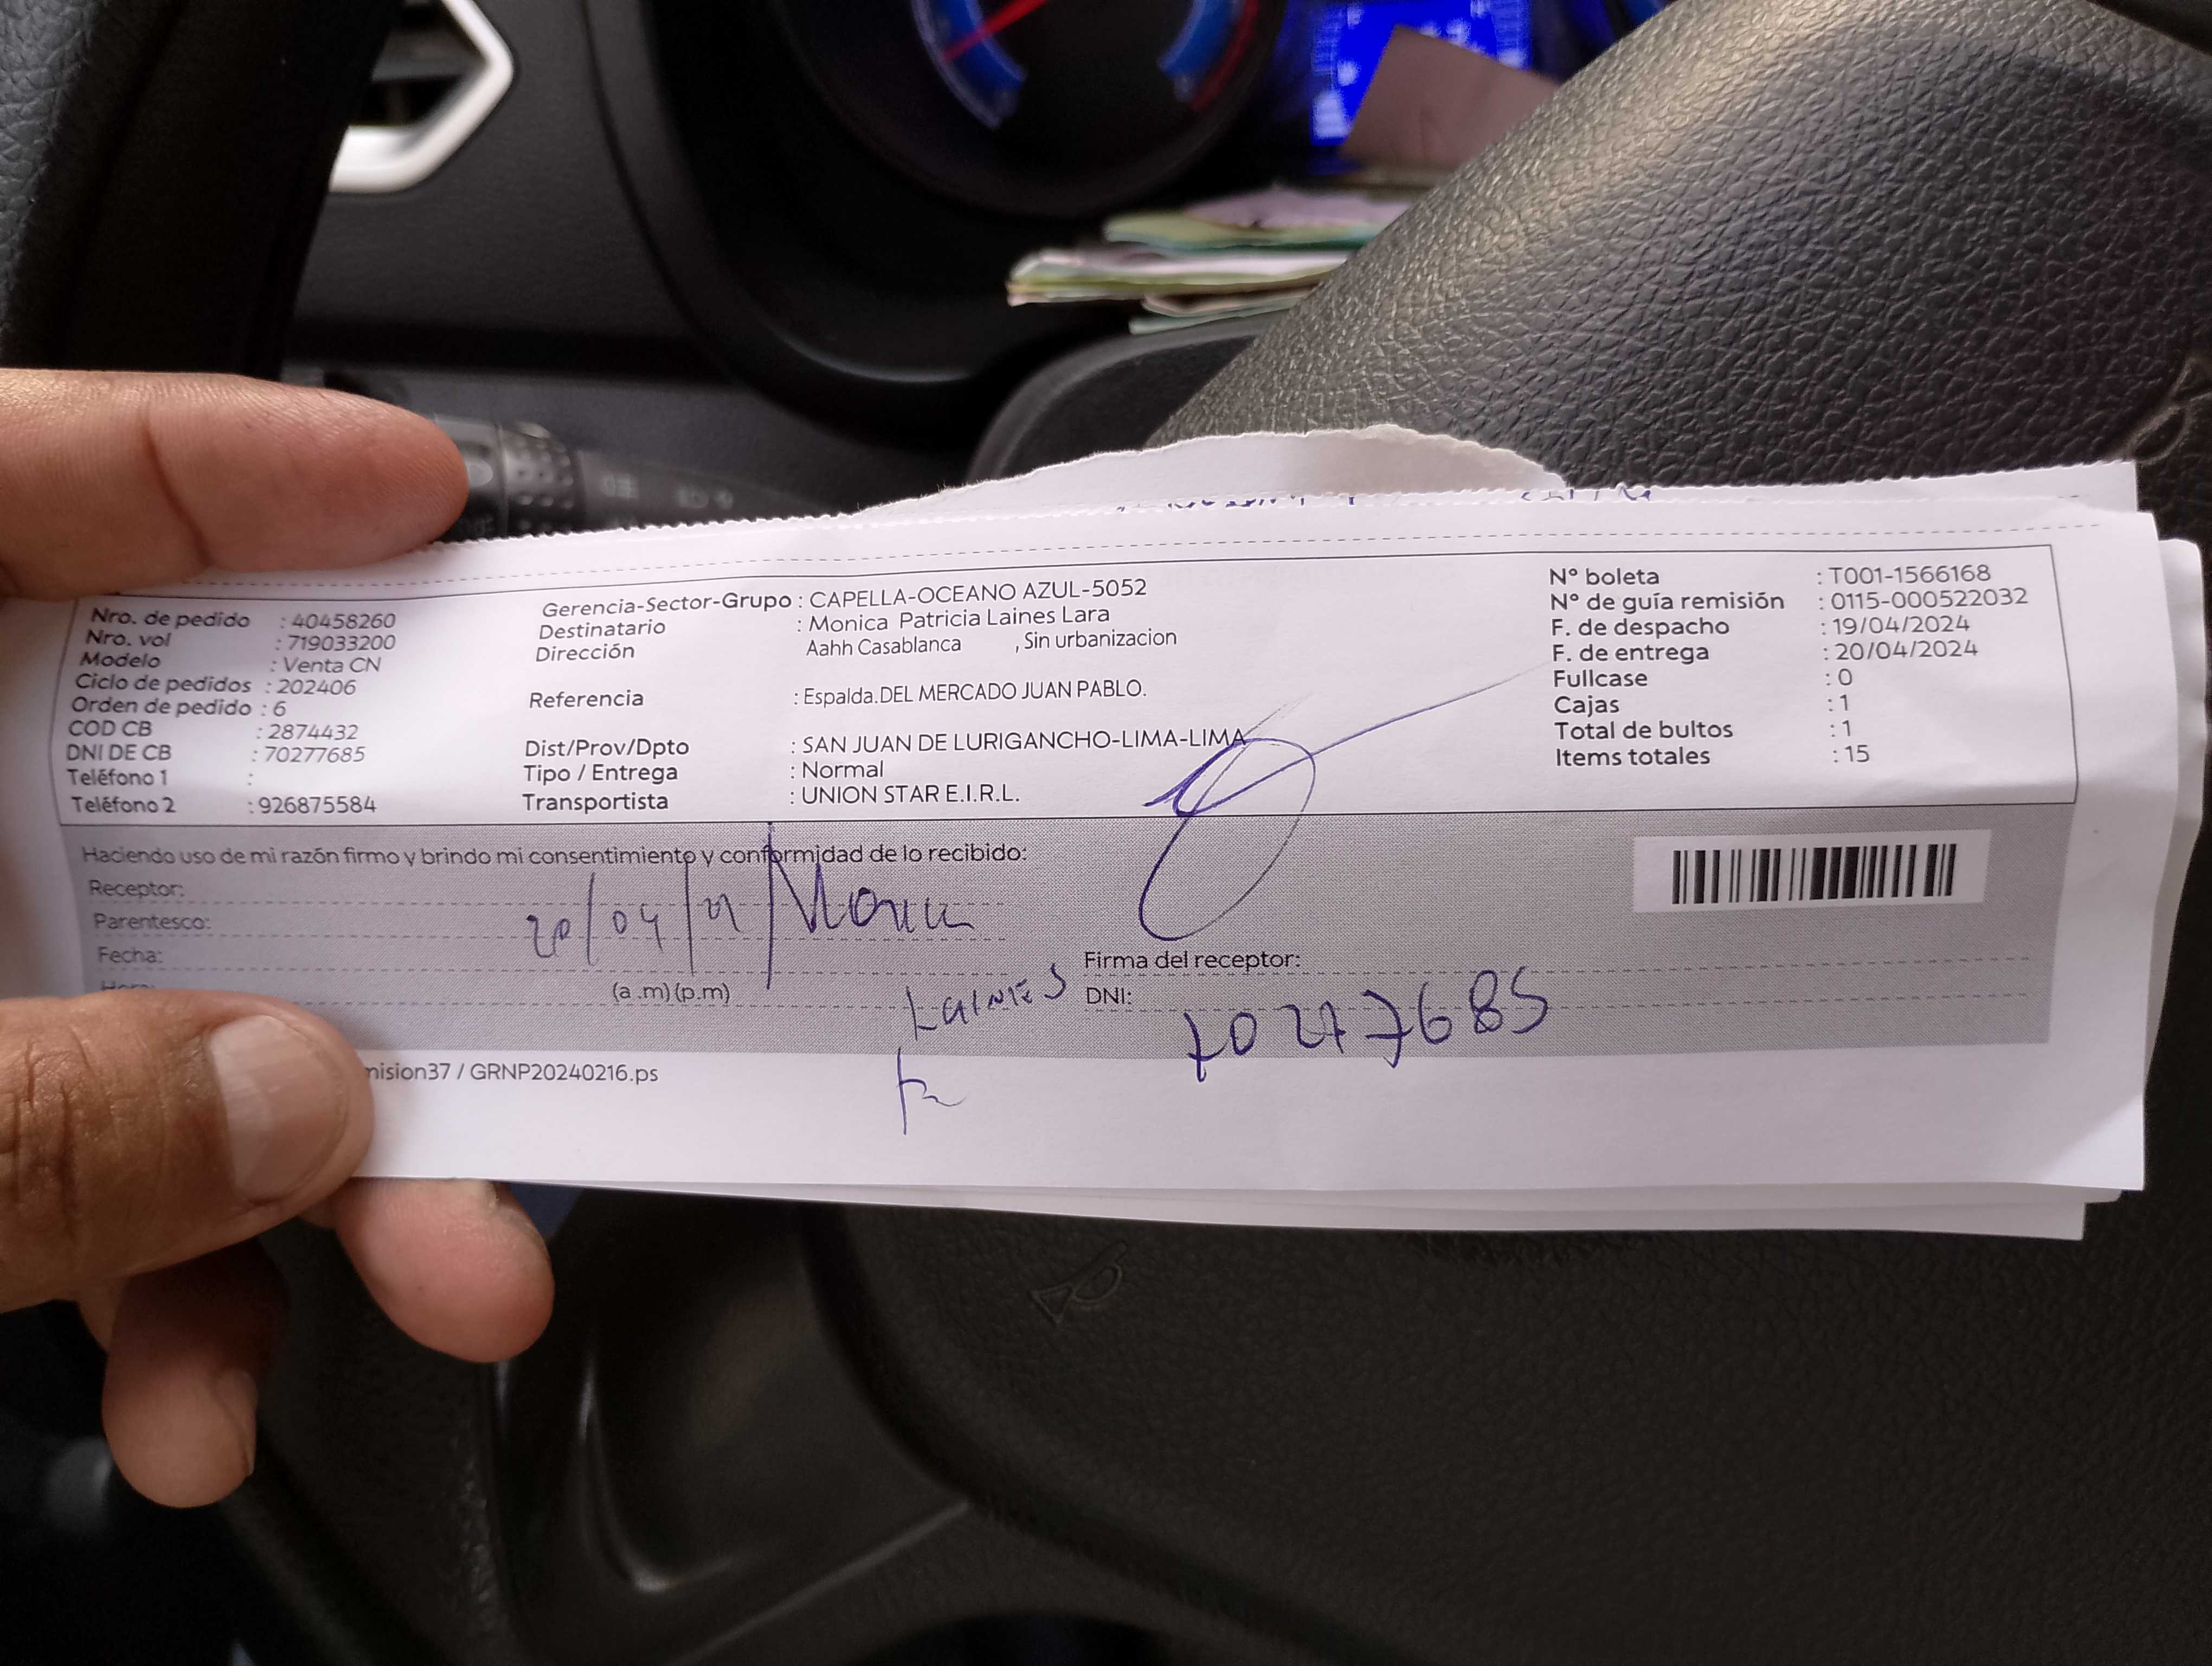 Nro. de pedido : 40458260
Nro. vol : 719033200
Modelo : Venta CN
Ciclo de pedidos : 202406
Orden de pedido : 6
COD CB : 2874432
DNI DE CB : 70277685
Teléfono 1 :
Teléfono 2 : 926875584
Gerencia-Sector-Grupo : CAPELLA-OCEANO AZUL-5052
Destinatario : Monica Patricia Laines Lara
Dirección Aahh Casablanca , Sin urbanizacion
Referencia : Espalda.DEL MERCADO JUAN PABLO.
Dist/Prov/Dpto : SAN JUAN DE LURIGANCHO-LIMA-LIMA
Tipo / Entrega : Normal
Transportista : UNION STAR E.I.R.L.
N° boleta : T001-1566168
N° de guía remisión : 0115-000522032
F. de despacho : 19/04/2024
F. de entrega : 20/04/2024
Fullcase : 0
Cajas : 1
Total de bultos : 1
Items totales : 15
Haciendo uso de mi razón firmo y brindo mi consentimiento y conformidad de lo recibido:
Receptor:
Parentesco:
Monica
Fecha:
Firma del receptor:
Hora: (a .m) (p.m)
Laines
DNI: 70277685
mision37 / GRNP20240216.ps